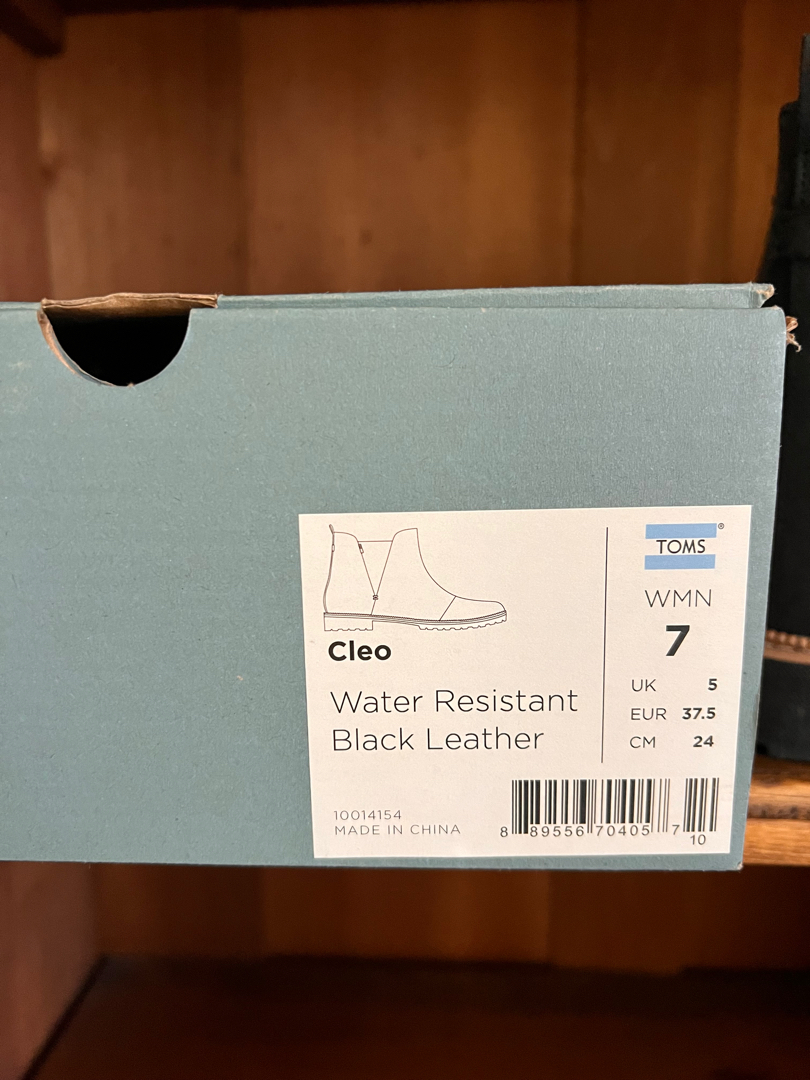 TOMS®
WMN
7
UK 5
EUR 37.5
CM 24
Cleo
Water Resistant
Black Leather
10014154
MADE IN CHINA
8 89556 70405 7 10